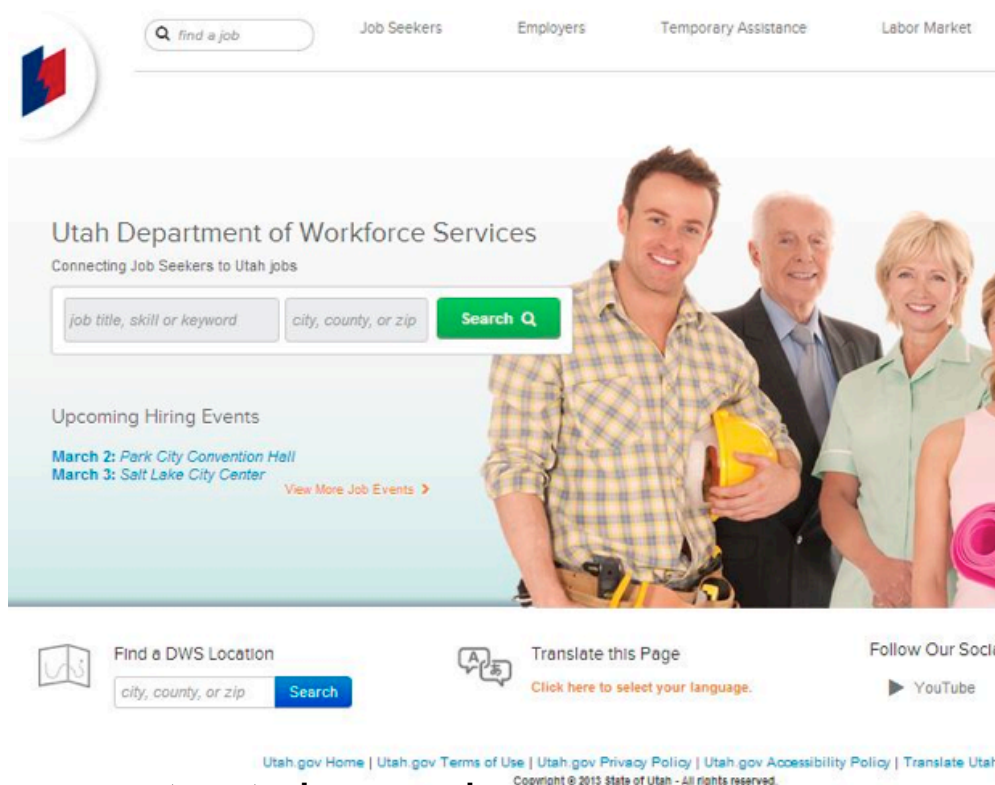 find a job
Job Seekers
Employers
Temporary Assistance
Labor Market
Utah Department of Workforce Services
Connecting Job Seekers to Utah jobs
job title, skill or keyword
city, county, or zip
Search
Upcoming Hiring Events
March 2: Park City Convention Hall
March 3: Salt Lake City Center
View More Job Events >
Find a DWS Location
city, county, or zip
Search
Translate this Page
Click here to select your language.
Follow Our
YouTube
Utah.gov Home | Utah.gov Terms of Use | Utah.gov Privacy Policy | Utah.gov Accessibility Policy | Translate
Copyright © 2013 State of Utah - All rights reserved.